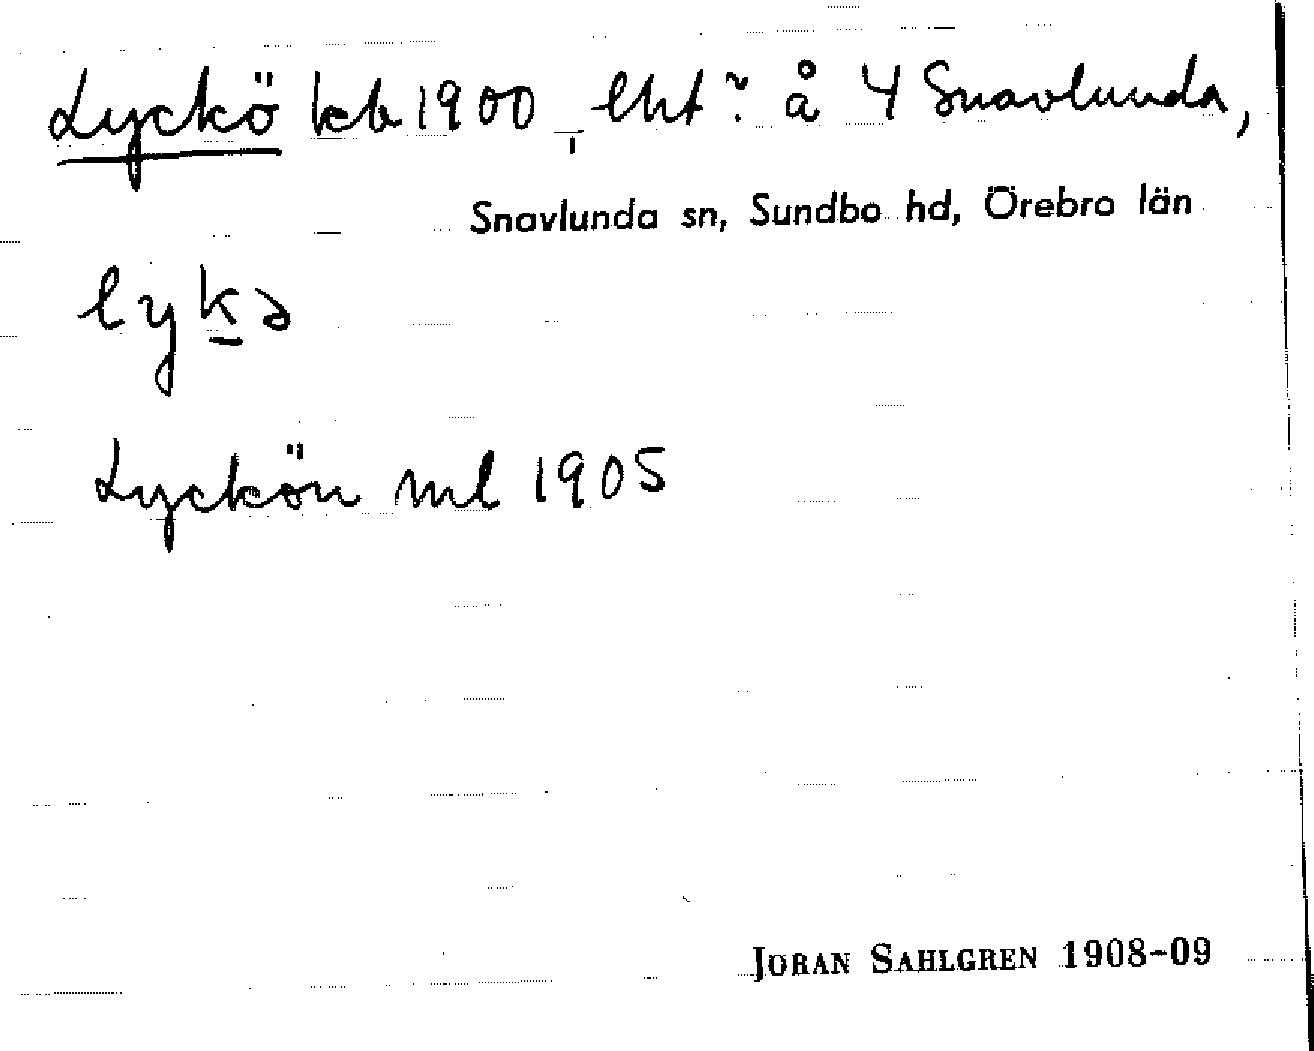 Lyckö kb 1900, lht? å 4 Snavlunda,
Snavlunda sn, Sundbo hd, Örebro län
lykə
Lyckön ml 1905
JORAN SAHLGREN 1908-09